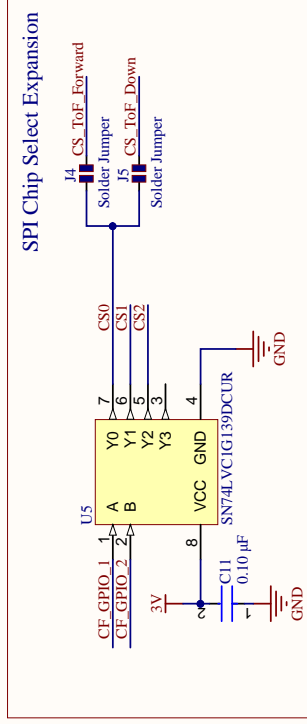 SPI Chip Select Expansion
J4
CS_ToF_Forward
Solder Jumper
J5
CS_ToF_Down
Solder Jumper
U5
CF_GPIO_1
1
A
Y0
7
CS0
CF_GPIO_2
2
B
Y1
6
CS1
Y2
5
CS2
Y3
3
8
VCC
GND
4
SN74LVC1G139DCUR
3V
2
C11
0.10 µF
1
GND
GND